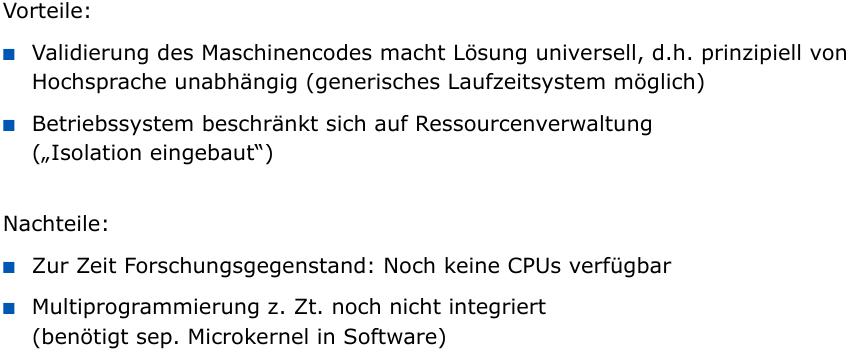 Vorteile:
Validierung des Maschinencodes macht Lösung universell, d.h. prinzipiell von
Hochsprache unabhängig (generisches Laufzeitsystem möglich)
Betriebssystem beschränkt sich auf Ressourcenverwaltung
(„Isolation eingebaut“)
Nachteile:
Zur Zeit Forschungsgegenstand: Noch keine CPUs verfügbar
Multiprogrammierung z. Zt. noch nicht integriert
(benötigt sep. Microkernel in Software)